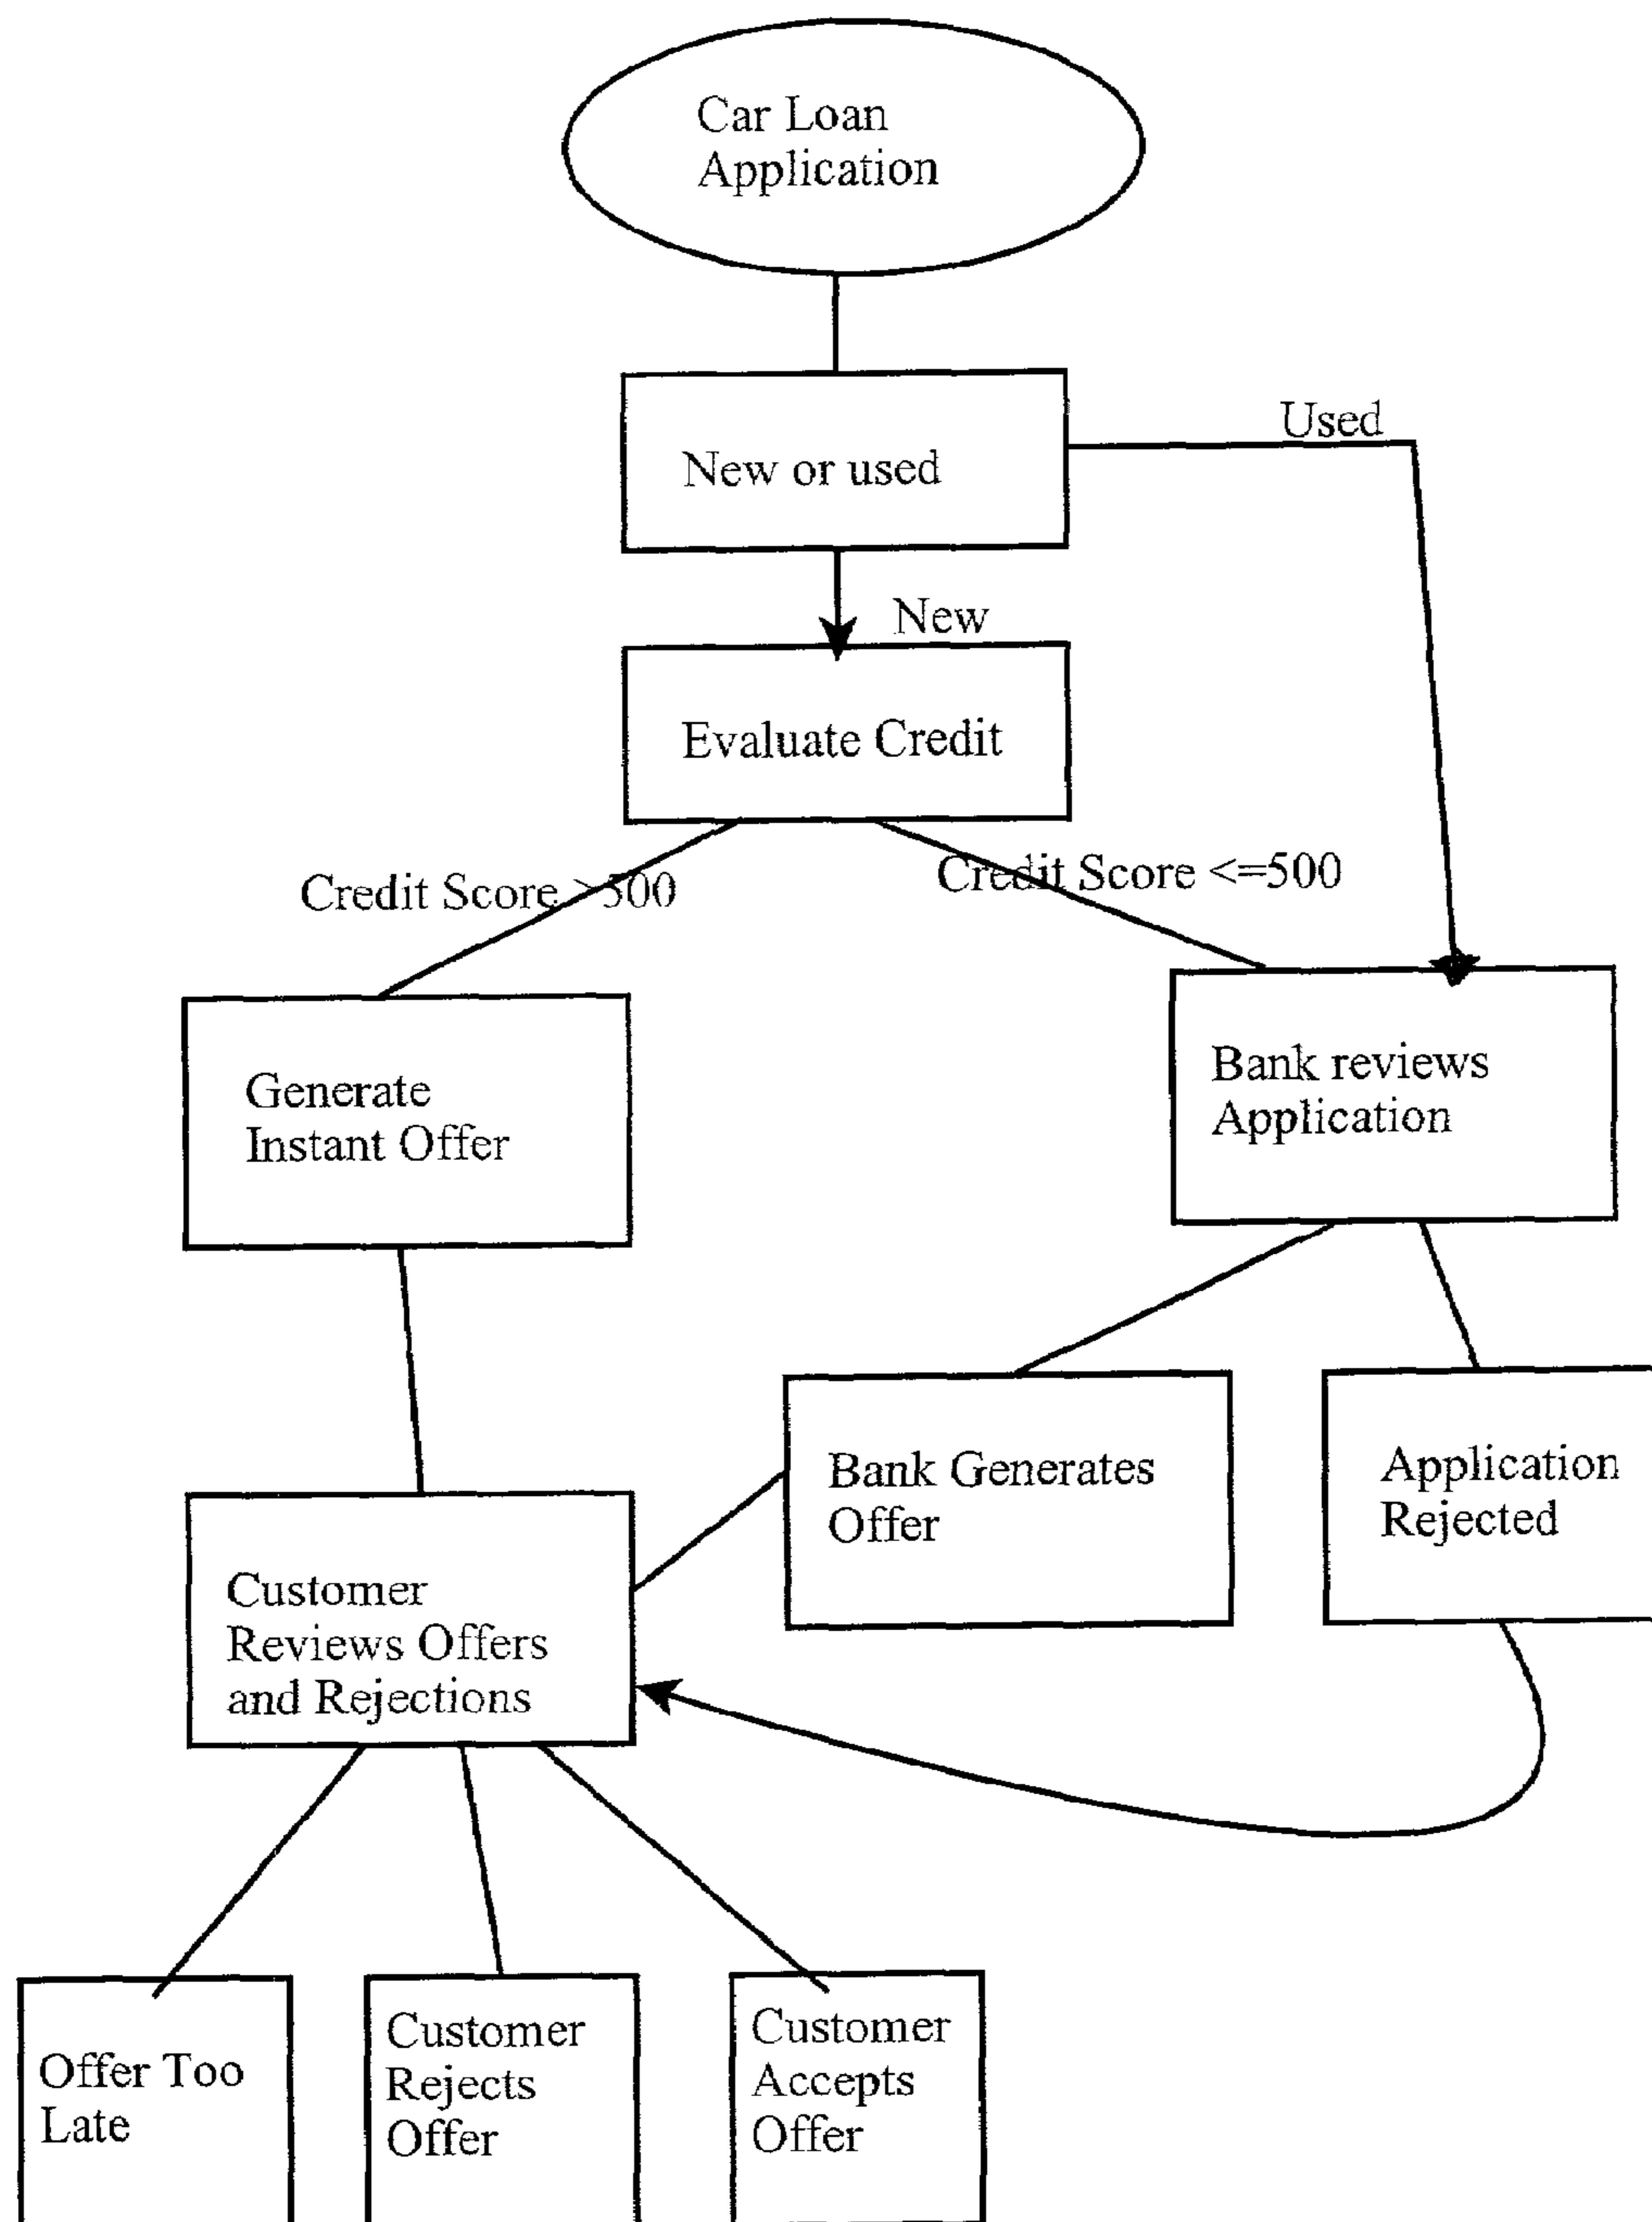 Car Loan
Application
New or used
Used
New
Evaluate Credit
Credit Score >500
Credit Score <=500
Generate
Instant Offer
Bank reviews
Application
Bank Generates
Offer
Application
Rejected
Customer
Reviews Offers
and Rejections
Offer Too
Late
Customer
Rejects
Offer
Customer
Accepts
Offer